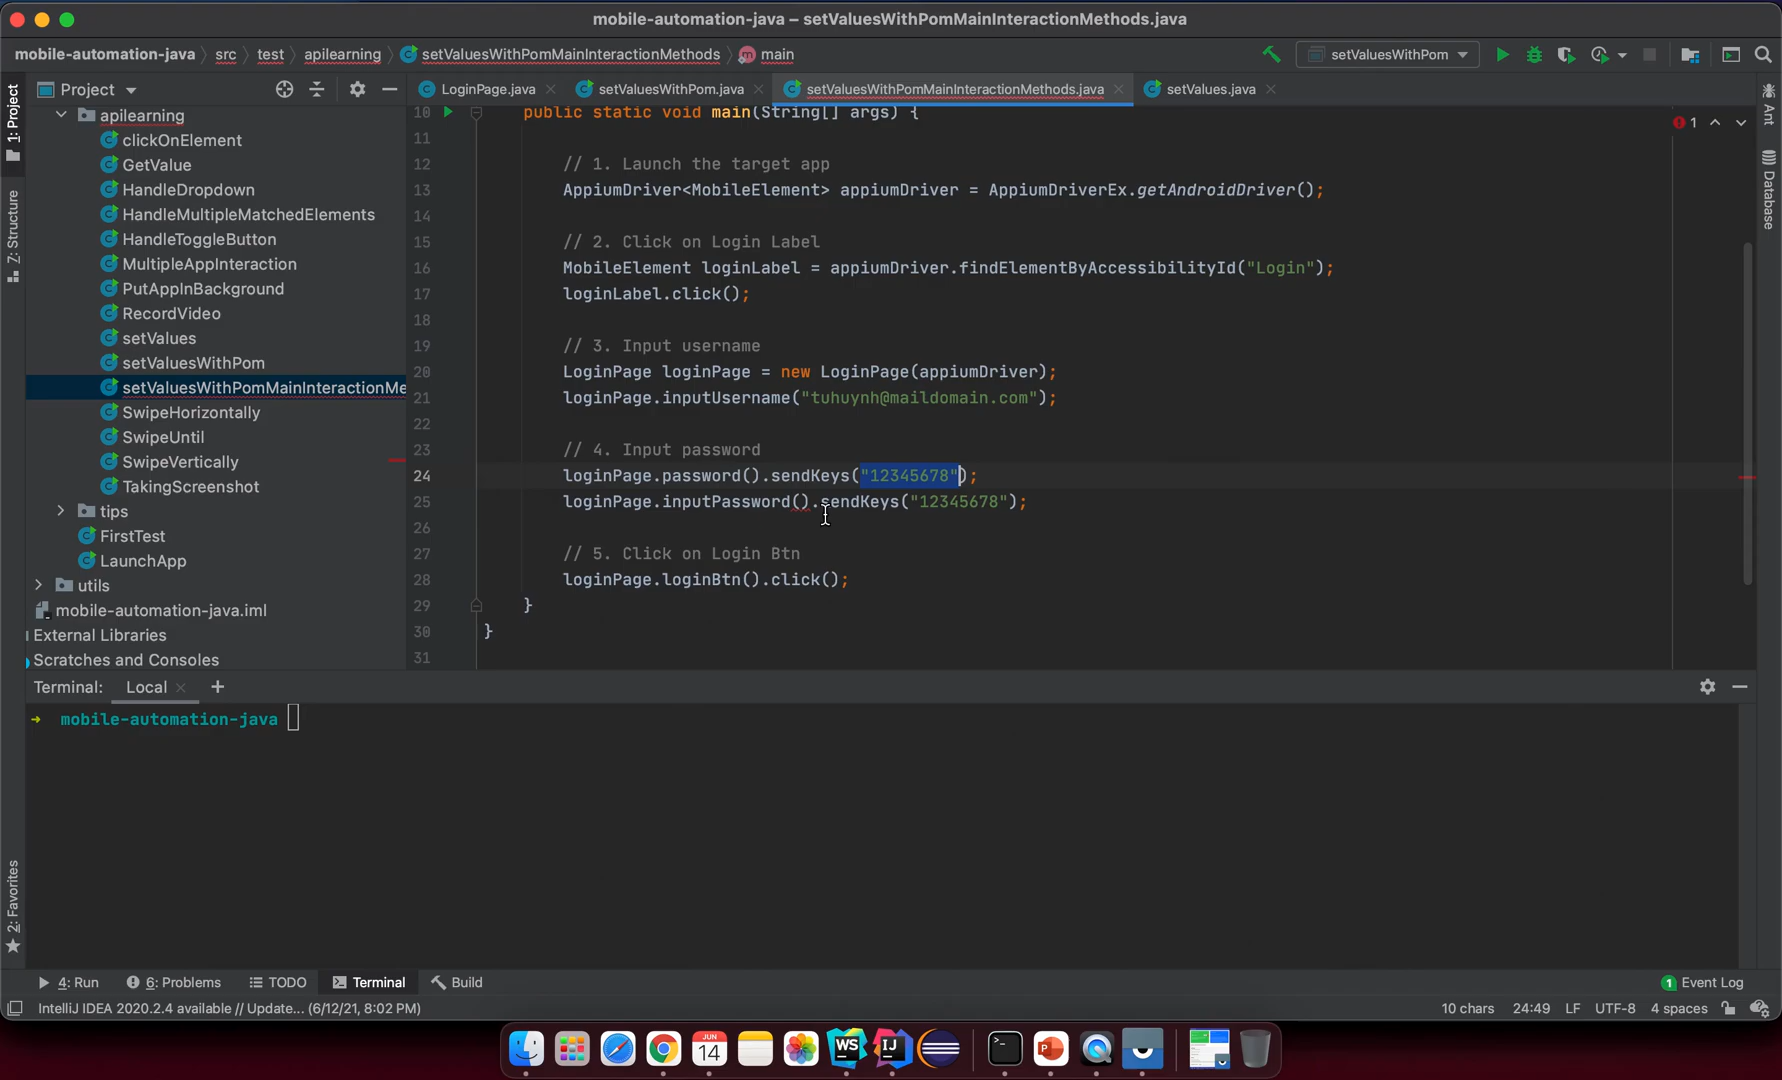 mobile-automation-java – setValuesWithPomMainInteractionMethods.java
mobile-automation-java src test apilearning setValuesWithPomMainInteractionMethods main setValuesWithPom
Project
LoginPage.java setValuesWithPom.java setValuesWithPomMainInteractionMethods.java setValues.java
1: Project
7: Structure
2: Favorites
Ant
Database
apilearning
clickOnElement
GetValue
HandleDropdown
HandleMultipleMatchedElements
HandleToggleButton
MultipleAppInteraction
PutAppInBackground
RecordVideo
setValues
setValuesWithPom
setValuesWithPomMainInteractionMe
SwipeHorizontally
SwipeUntil
SwipeVertically
TakingScreenshot
tips
FirstTest
LaunchApp
utils
mobile-automation-java.iml
External Libraries
Scratches and Consoles
1
10 public static void main(String[] args) {
11
12 // 1. Launch the target app
13 AppiumDriver<MobileElement> appiumDriver = AppiumDriverEx.getAndroidDriver();
14
15 // 2. Click on Login Label
16 MobileElement loginLabel = appiumDriver.findElementByAccessibilityId("Login");
17 loginLabel.click();
18
19 // 3. Input username
20 LoginPage loginPage = new LoginPage(appiumDriver);
21 loginPage.inputUsername("tuhuynh@maildomain.com");
22
23 // 4. Input password
24 loginPage.password().sendKeys("12345678");
25 loginPage.inputPassword().sendKeys("12345678");
26
27 // 5. Click on Login Btn
28 loginPage.loginBtn().click();
29 }
30 }
31
Terminal: Local
→ mobile-automation-java
4: Run 6: Problems TODO Terminal Build 1 Event Log
IntelliJ IDEA 2020.2.4 available // Update... (6/12/21, 8:02 PM) 10 chars 24:49 LF UTF-8 4 spaces
JUN
14
WS
IJ
P